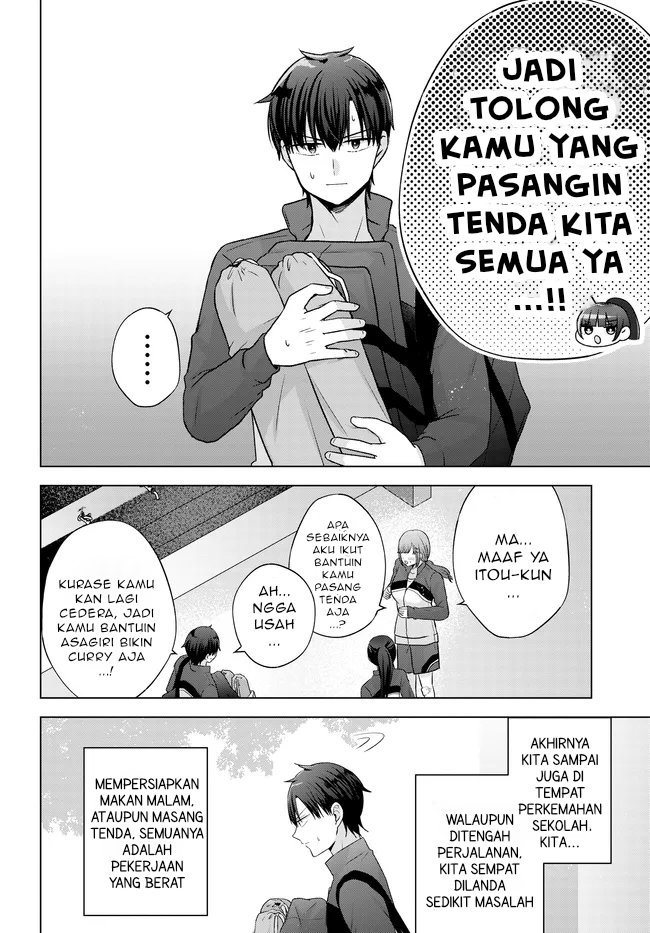 JADI
TOLONG
KAMU YANG
PASANGIN
TENDA KITA
SEMUA YA
...!!
......
MA...
MAAF YA
ITOU-KUN
...
APA
SEBAIKNYA
AKU IKUT
BANTUIN
KAMU
PASANG
TENDA
AJA
...?
AH...
NGGA
USAH
...
KURASE KAMU
KAN LAGI
CEDERA, JADI
KAMU BANTUIN
ASAGIRI BIKIN
CURRY AJA
...!
AKHIRNYA
KITA SAMPAI
JUGA DI
TEMPAT
PERKEMAHAN
SEKOLAH.
KITA...
WALAUPUN
DITENGAH
PERJALANAN,
KITA SEMPAT
DILANDA
SEDIKIT MASALAH
MEMPERSIAPKAN
MAKAN MALAM,
ATAUPUN MASANG
TENDA, SEMUANYA
ADALAH
PEKERJAAN
YANG BERAT